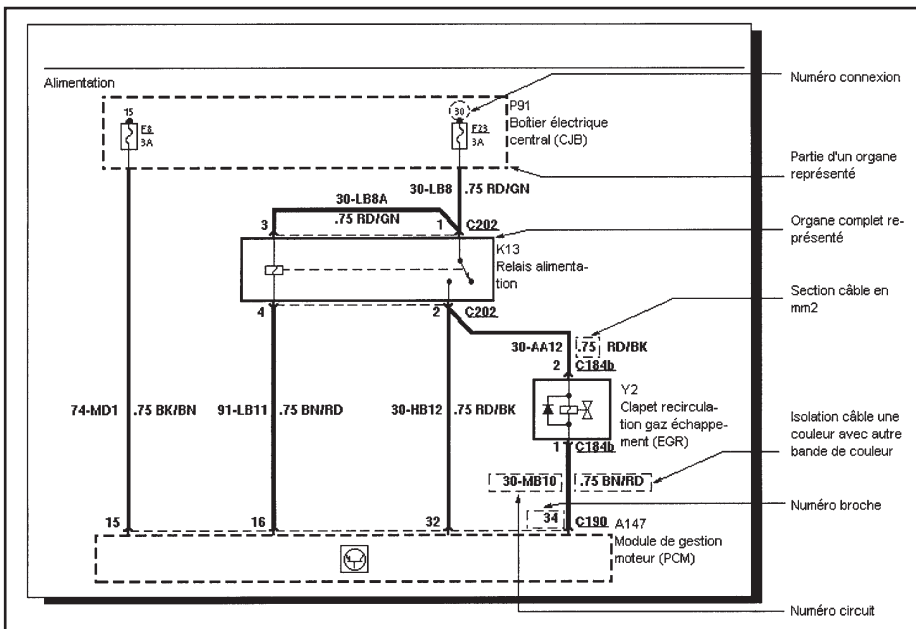 Alimentation
Numéro connexion
15
30
P91
F8
3A
F23
3A
Boîtier électrique
central (CJB)
Partie d'un organe
représenté
30-LB8A
30-LB8
.75 RD/GN
.75 RD/GN
3
1
C202
Organe complet re-
présenté
K13
Relais alimenta-
tion
Section câble en
mm2
4
2
C202
30-AA12
.75
RD/BK
2
C184b
74-MD1
.75 BK/BN
91-LB11
.75 BN/RD
30-HB12
.75 RD/BK
Y2
Clapet recircula-
tion gaz échappe-
ment (EGR)
Isolation câble une
couleur avec autre
bande de couleur
1
C184b
30-MB10
.75 BN/RD
Numéro broche
15
16
32
34
C190
A147
Module de gestion
moteur (PCM)
Numéro circuit